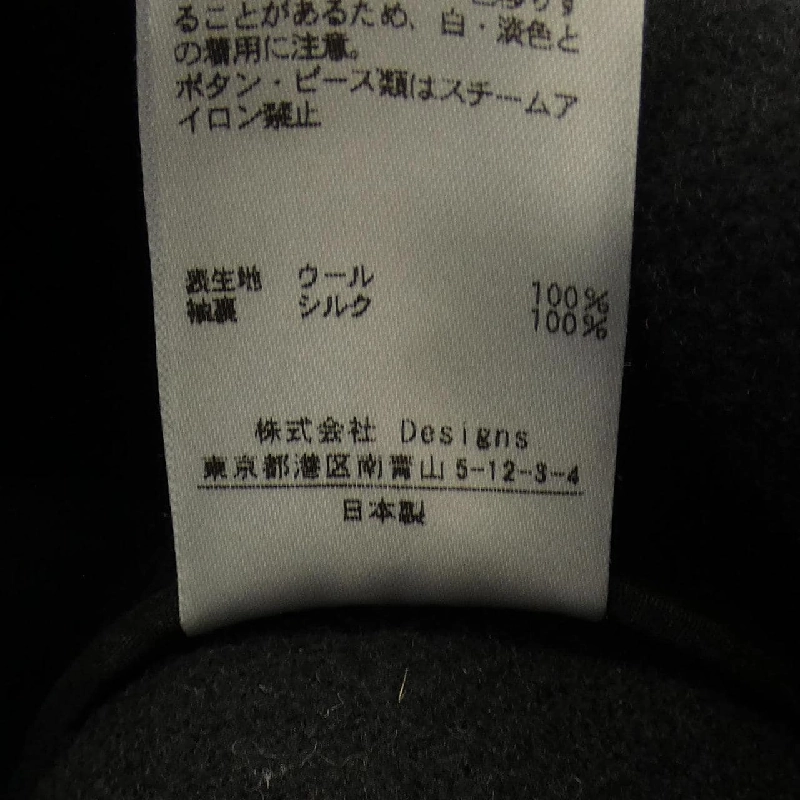 ることがあるため、白・淡色と
の着用に注意。
ボタン・ビース類はスチームア
イロン禁止
表生地 ウール 100%
袖裏 シルク 100%
株式会社 Designs
東京都港区南青山5-12-3-4
日本製